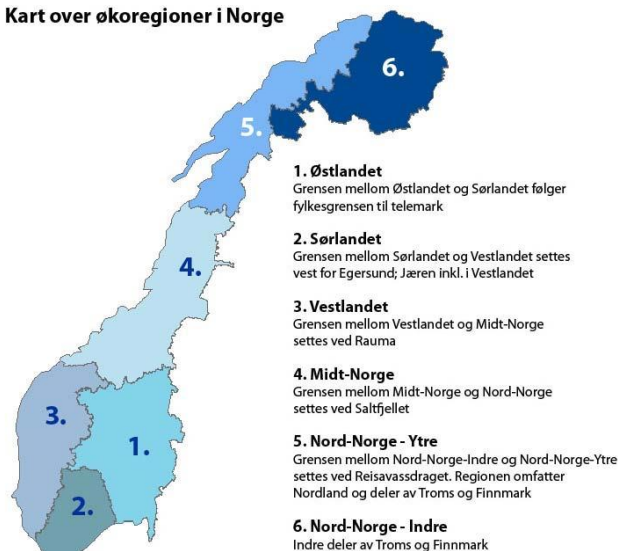 Kart over økoregioner i Norge
6.
5.
4.
3.
1.
2.
1. Østlandet
Grensen mellom Østlandet og Sørlandet følger
fylkesgrensen til telemark
2. Sørlandet
Grensen mellom Sørlandet og Vestlandet settes
vest for Egersund; Jæren inkl. i Vestlandet
3. Vestlandet
Grensen mellom Vestlandet og Midt-Norge
settes ved Rauma
4. Midt-Norge
Grensen mellom Midt-Norge og Nord-Norge
settes ved Saltfjellet
5. Nord-Norge - Ytre
Grensen mellom Nord-Norge-Indre og Nord-Norge-Ytre
settes ved Reisavassdraget. Regionen omfatter
Nordland og deler av Troms og Finnmark
6. Nord-Norge - Indre
Indre deler av Troms og Finnmark